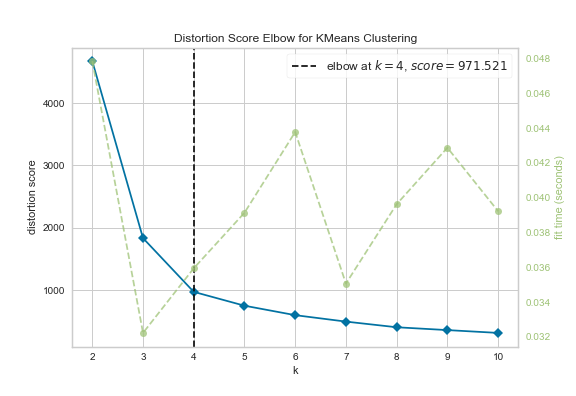 Distortion Score Elbow for KMeans Clustering
elbow at k = 4, score = 971.521
distortion score
4000
3000
2000
1000
0.048
0.046
0.044
0.042
0.040
0.038
0.036
0.034
0.032
fit time (seconds)
2 3 4 5 6 7 8 9 10
k